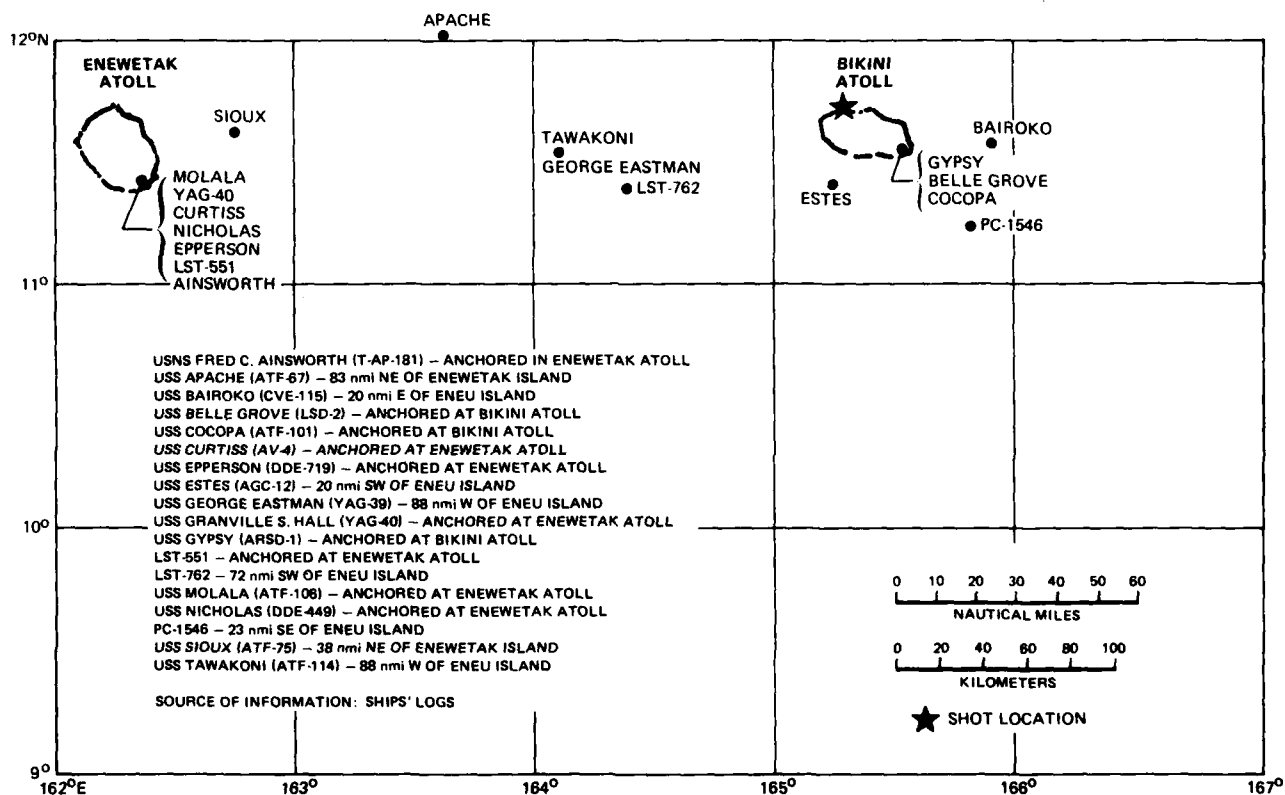 APACHE
12°N
ENEWETAK
ATOLL
BIKINI
ATOLL
SIOUX
BAIROKO
TAWAKONI
GEORGE EASTMAN
LST-762
GYPSY
BELLE GROVE
COCOPA
ESTES
PC-1546
MOLALA
YAG-40
CURTISS
NICHOLAS
EPPERSON
LST-551
AINSWORTH
11°
USNS FRED C. AINSWORTH (T-AP-181) – ANCHORED IN ENEWETAK ATOLL
USS APACHE (ATF-67) – 83 nmi NE OF ENEWETAK ISLAND
USS BAIROKO (CVE-115) – 20 nmi E OF ENEU ISLAND
USS BELLE GROVE (LSD-2) – ANCHORED AT BIKINI ATOLL
USS COCOPA (ATF-101) – ANCHORED AT BIKINI ATOLL
USS CURTISS (AV-4) – ANCHORED AT ENEWETAK ATOLL
USS EPPERSON (DDE-719) – ANCHORED AT ENEWETAK ATOLL
USS ESTES (AGC-12) – 20 nmi SW OF ENEU ISLAND
USS GEORGE EASTMAN (YAG-39) – 88 nmi W OF ENEU ISLAND
USS GRANVILLE S. HALL (YAG-40) – ANCHORED AT ENEWETAK ATOLL
USS GYPSY (ARSD-1) – ANCHORED AT BIKINI ATOLL
LST-551 – ANCHORED AT ENEWETAK ATOLL
LST-762 – 72 nmi SW OF ENEU ISLAND
USS MOLALA (ATF-106) – ANCHORED AT ENEWETAK ATOLL
USS NICHOLAS (DDE-449) – ANCHORED AT ENEWETAK ATOLL
PC-1546 – 23 nmi SE OF ENEU ISLAND
USS SIOUX (ATF-75) – 38 nmi NE OF ENEWETAK ISLAND
USS TAWAKONI (ATF-114) – 88 nmi W OF ENEU ISLAND
SOURCE OF INFORMATION: SHIPS' LOGS
10°
0 10 20 30 40 50 60
NAUTICAL MILES
0 20 40 60 80 100
KILOMETERS
SHOT LOCATION
9°
162°E 163° 164° 165° 166° 167°